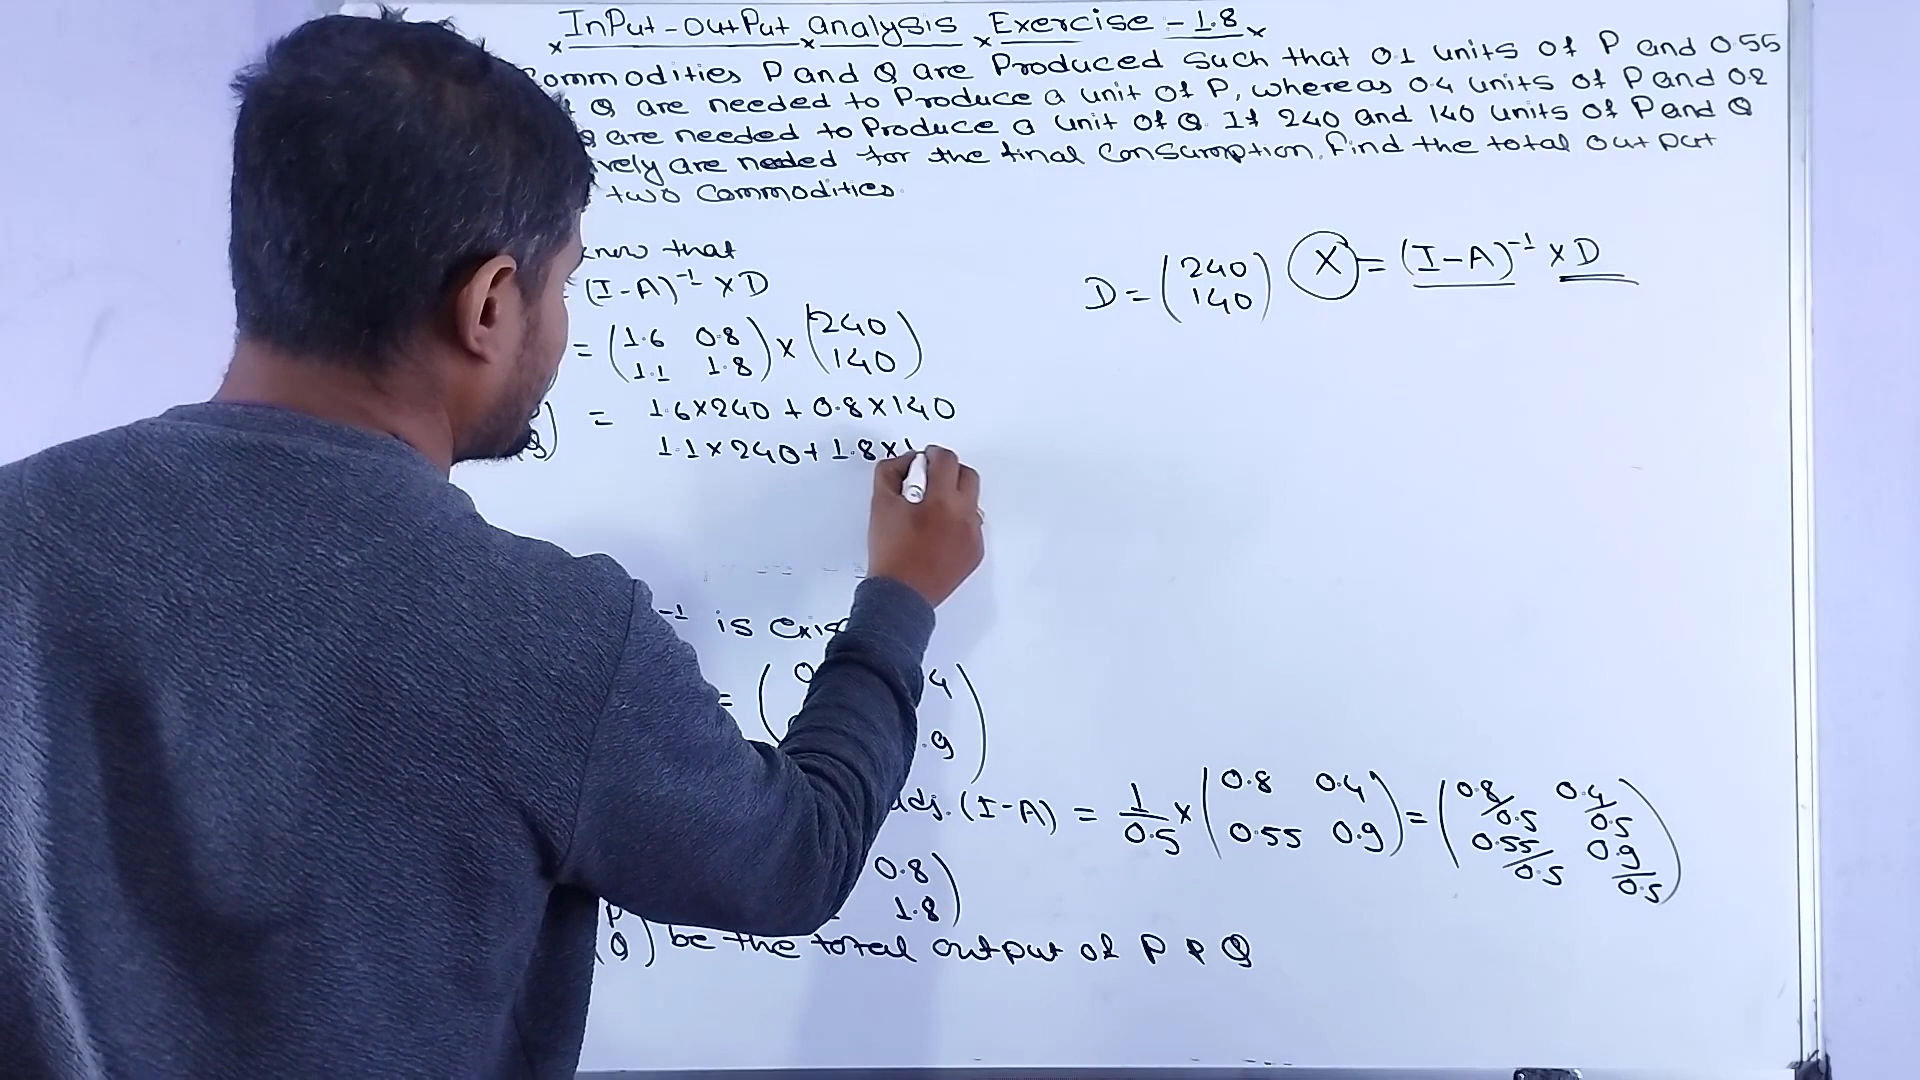 InPut-outPut analysis Exercise - 1.8
ommodities P and Q are Produced such that 0.1 units of P and 0.55
Q are needed to Produce a unit of P, whereas 0.4 units of P and 0.2
are needed to Produce a unit of Q. If 240 and 140 units of P and Q
vely are needed for the final consumption, find the total out put
two commodities.
know that
(I-A)⁻¹ × D
D = (240 140) X = (I-A)⁻¹ × D
= (1.6 0.8 1.1 1.8) × (240 140)
= 1.6×240 + 0.8×140
Q) 1.1×240 + 1.8×1
⁻¹ is exis
= (0 4
.9)
adj. (I-A) = 1/0.5 × (0.8 0.4 0.55 0.9) = (0.8/0.5 0.4/0.5 0.55/0.5 0.9/0.5)
0.8
1.8)
(P Q) be the total output of P & Q